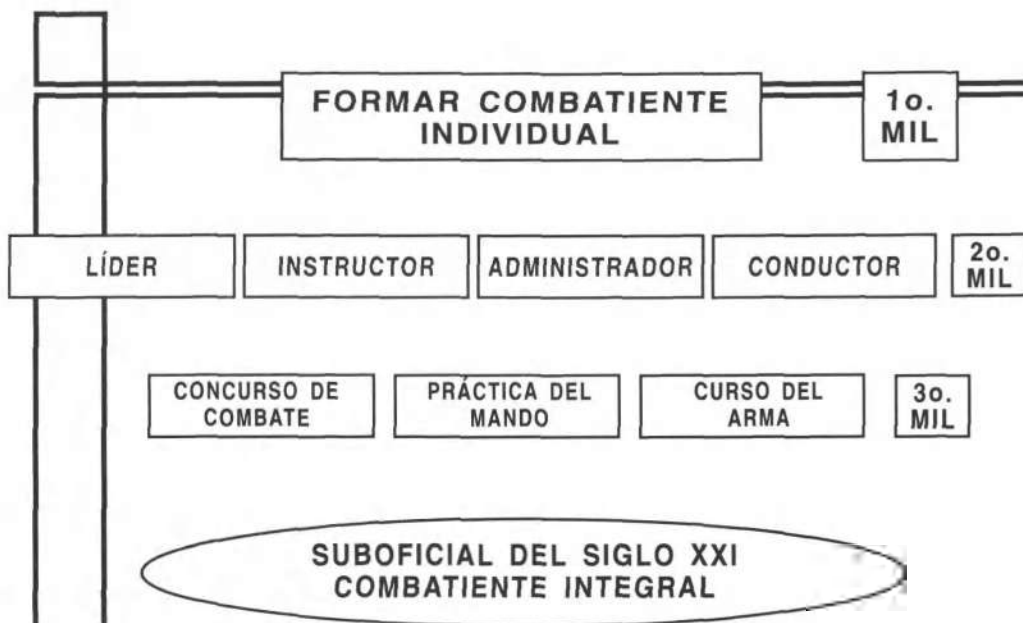 FORMAR COMBATIENTE
INDIVIDUAL
1o.
MIL
LÍDER
INSTRUCTOR
ADMINISTRADOR
CONDUCTOR
2o.
MIL
CONCURSO DE
COMBATE
PRÁCTICA DEL
MANDO
CURSO DEL
ARMA
3o.
MIL
SUBOFICIAL DEL SIGLO XXI
COMBATIENTE INTEGRAL